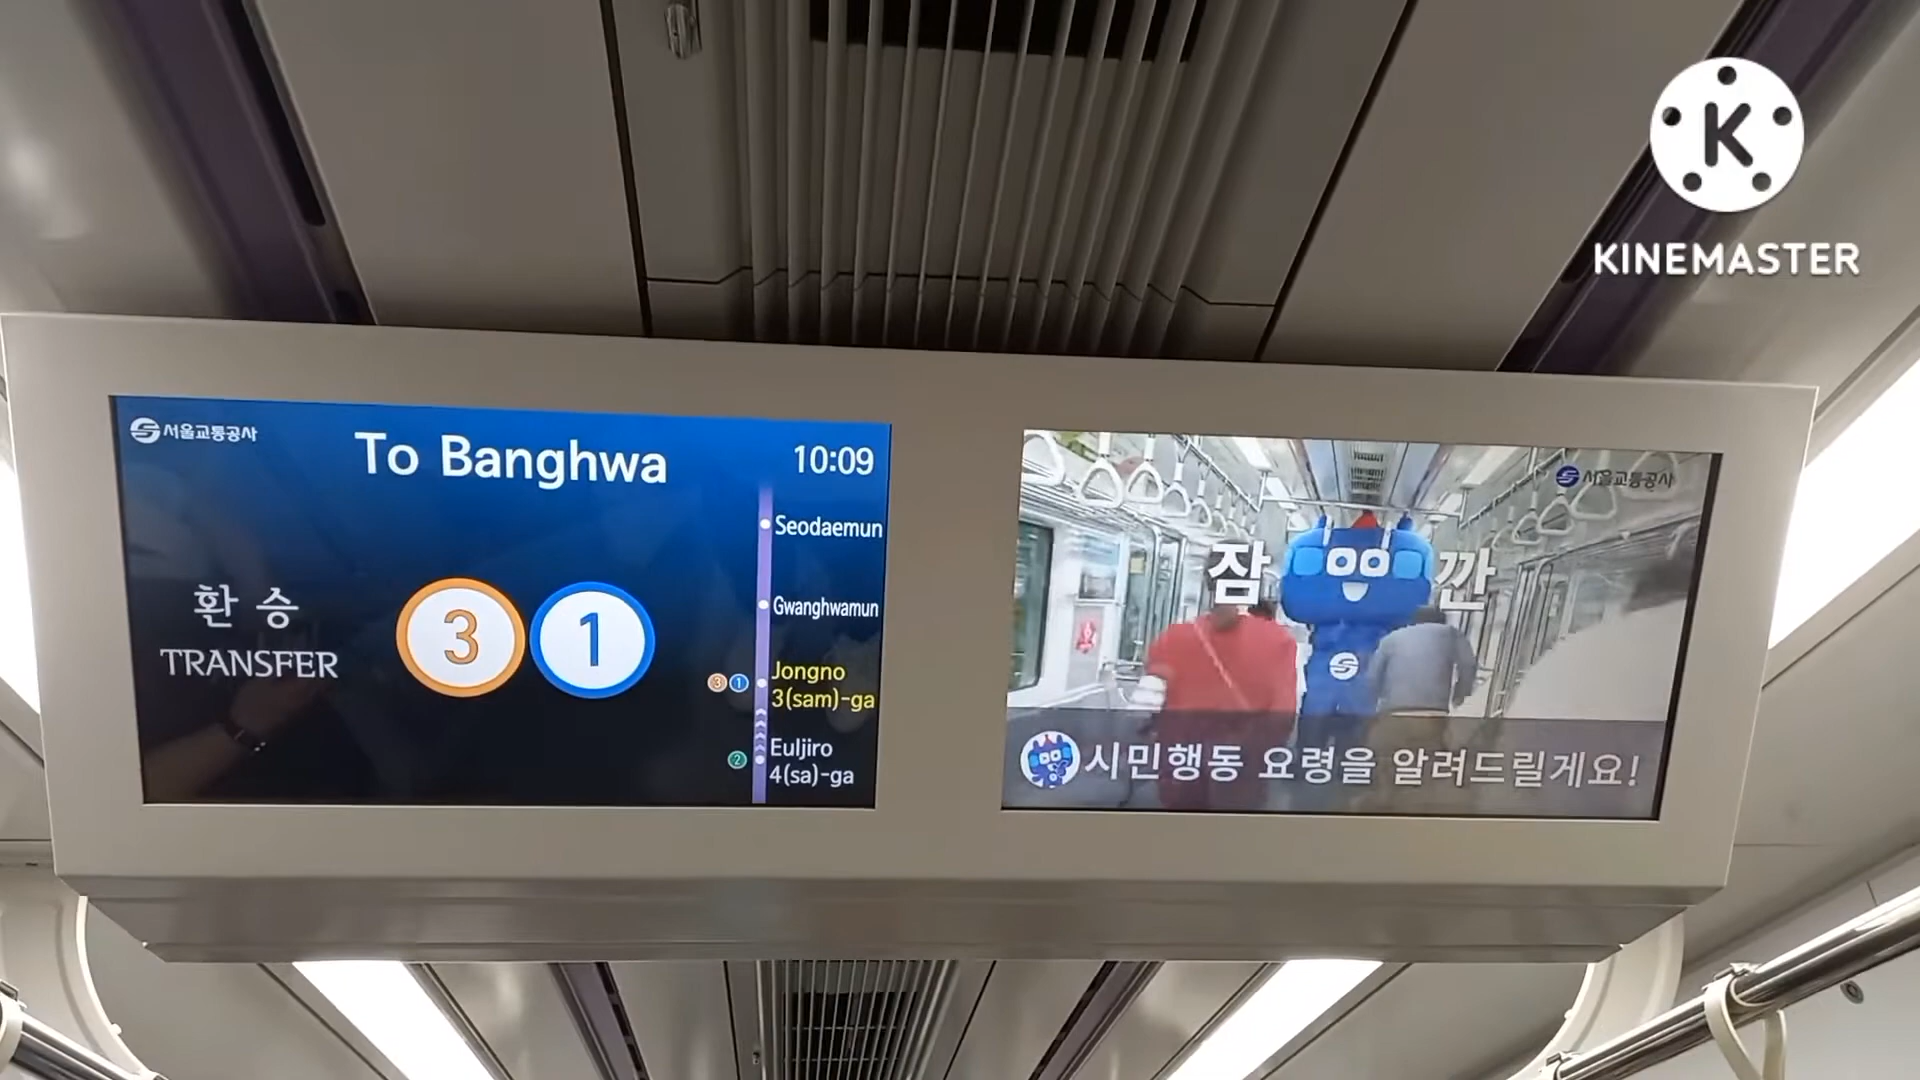 KINEMASTER
서울교통공사
To Banghwa
10:09
환승
TRANSFER
3 1
Seodaemun
Gwanghwamun
3 1
Jongno
3(sam)-ga
2
Euljiro
4(sa)-ga
서울교통공사
잠깐
시민행동 요령을 알려드릴게요!